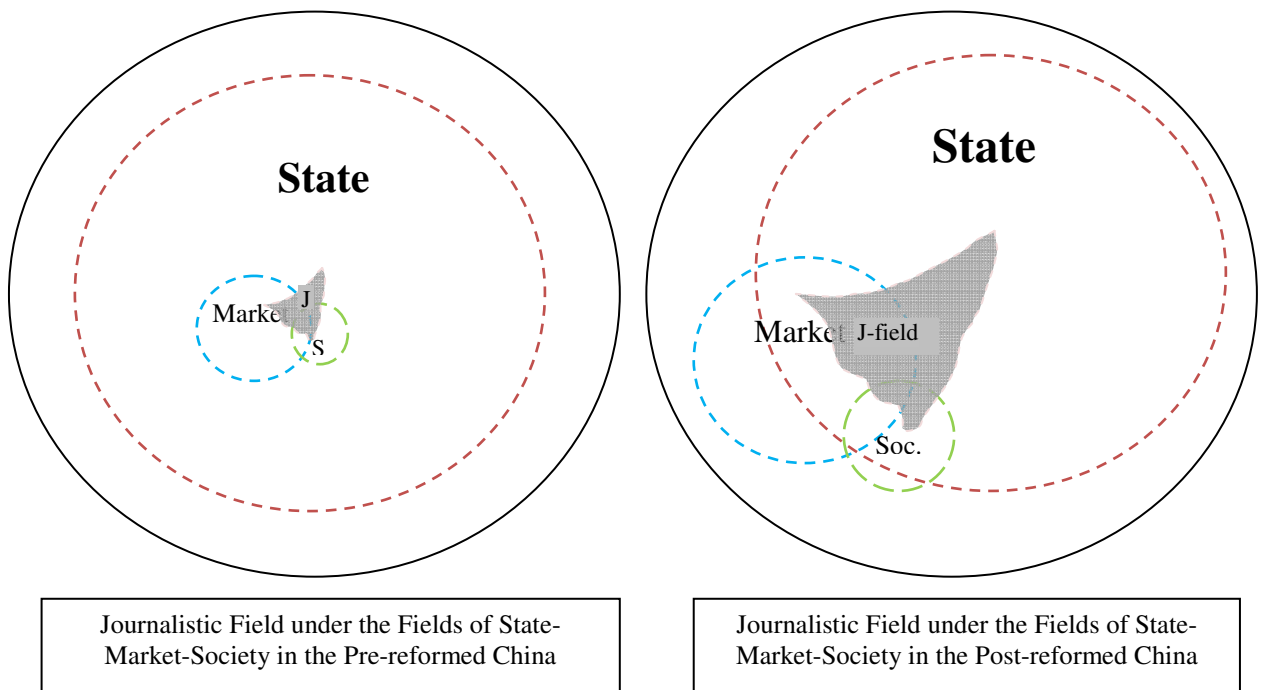 State
Market
J
S
State
Market
J-field
Soc.
Journalistic Field under the Fields of State-
Market-Society in the Pre-reformed China
Journalistic Field under the Fields of State-
Market-Society in the Post-reformed China